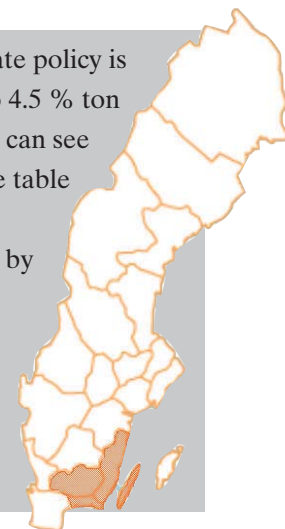 ate policy is
4.5 % ton
can see
e table
by